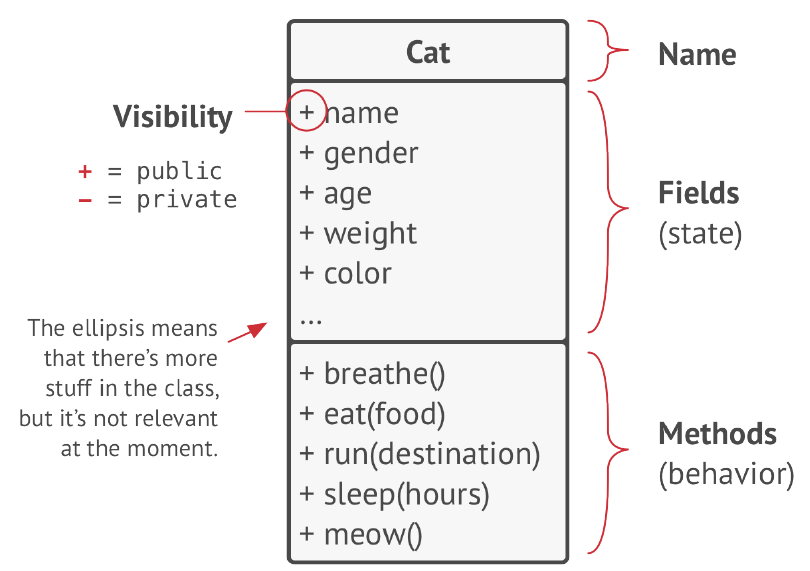 Cat
Name
Visibility
+ = public
− = private
+ name
+ gender
+ age
+ weight
+ color
...
Fields
(state)
The ellipsis means
that there’s more
stuff in the class,
but it’s not relevant
at the moment.
+ breathe()
+ eat(food)
+ run(destination)
+ sleep(hours)
+ meow()
Methods
(behavior)